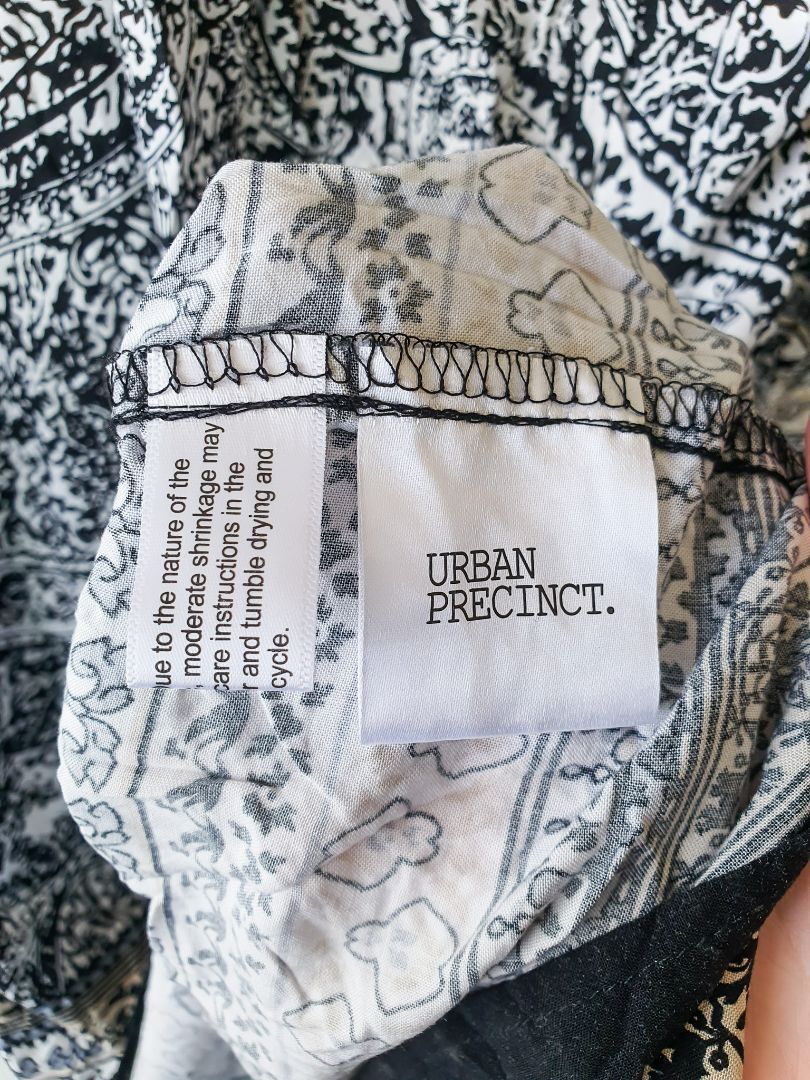 ue to the nature of the
moderate shrinkage may
care instructions in the
r and tumble drying and
cycle.
URBAN
PRECINCT.